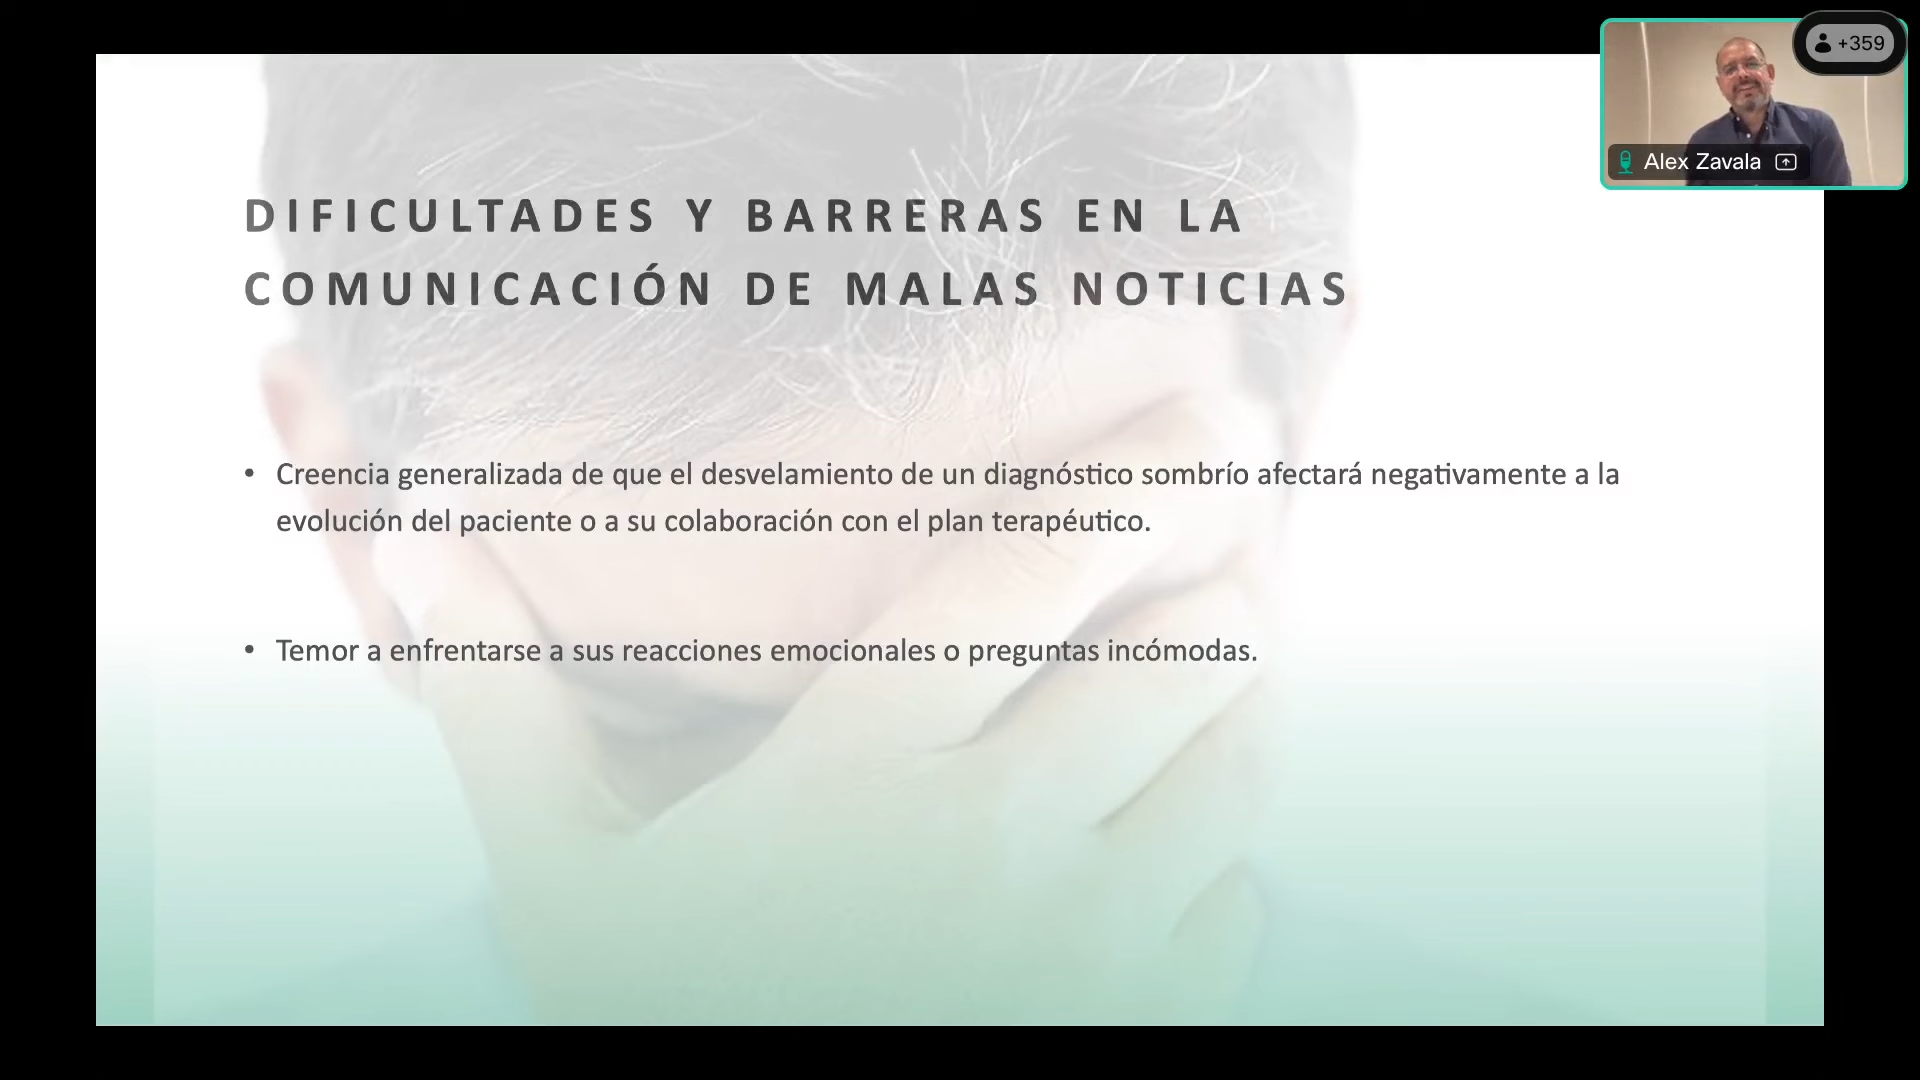 +359
Alex Zavala
DIFICULTADES Y BARRERAS EN LA
COMUNICACIÓN DE MALAS NOTICIAS
• Creencia generalizada de que el desvelamiento de un diagnóstico sombrío afectará negativamente a la
evolución del paciente o a su colaboración con el plan terapéutico.
• Temor a enfrentarse a sus reacciones emocionales o preguntas incómodas.